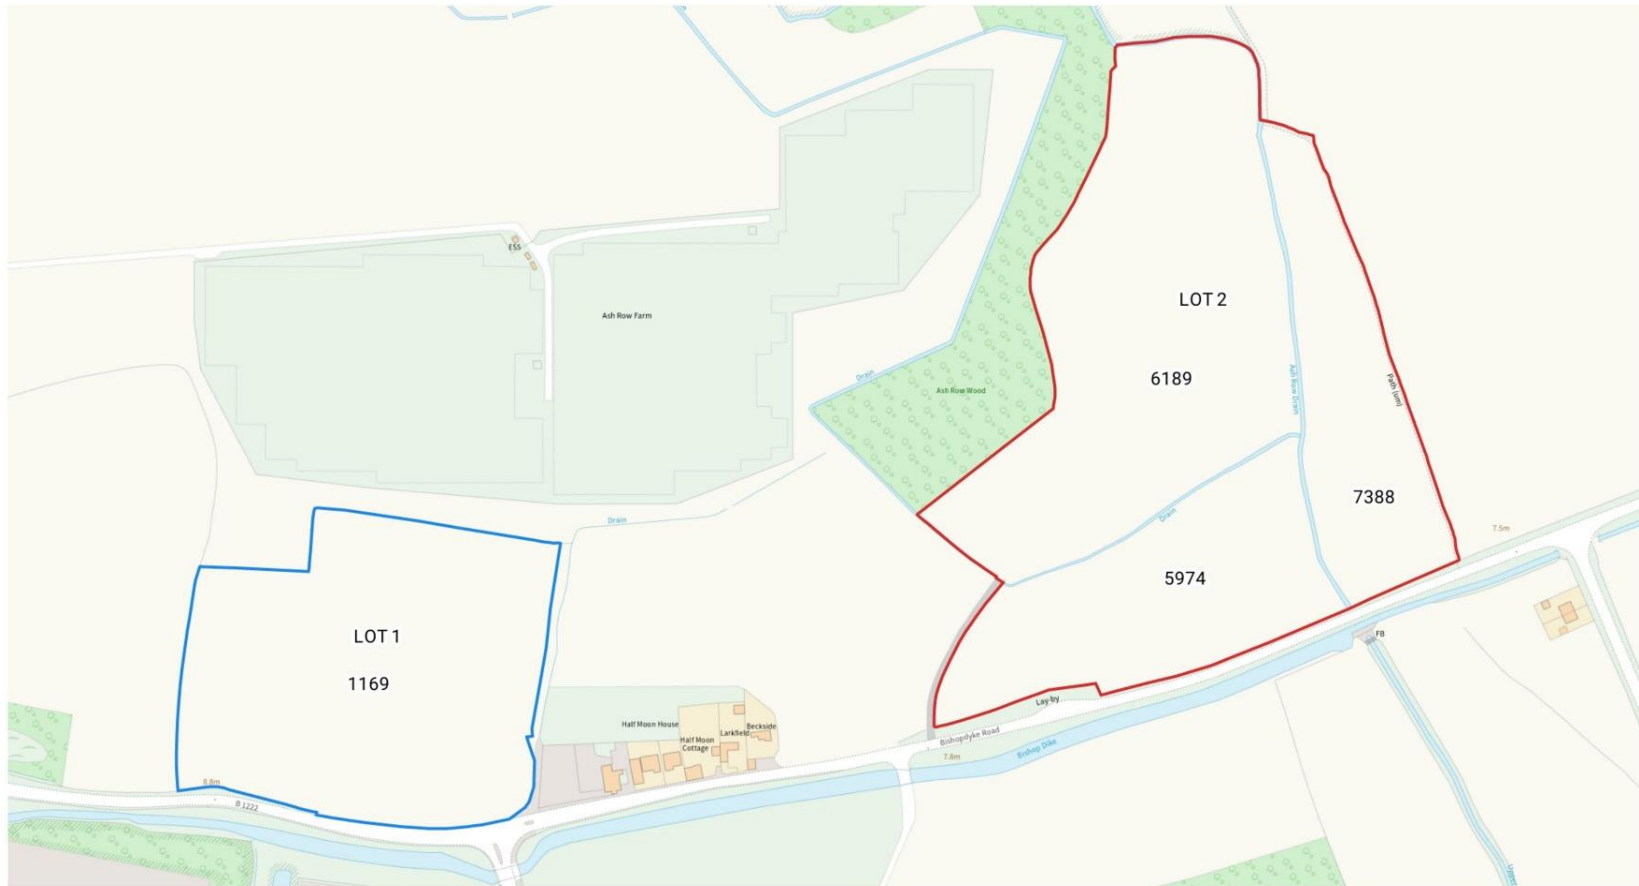 ESS
Ash Row Farm
LOT 2
6189
Drain
Ash Row Wood
Ash Row Drain
Path (um)
7388
Drain
Drain
7.5m
5974
LOT 1
1169
FB
Half Moon House
Half Moon
Cottage
Larkfield
Beckside
Lay-by
Bishopdyke Road
Bishop Dike
7.8m
8.8m
B 1222